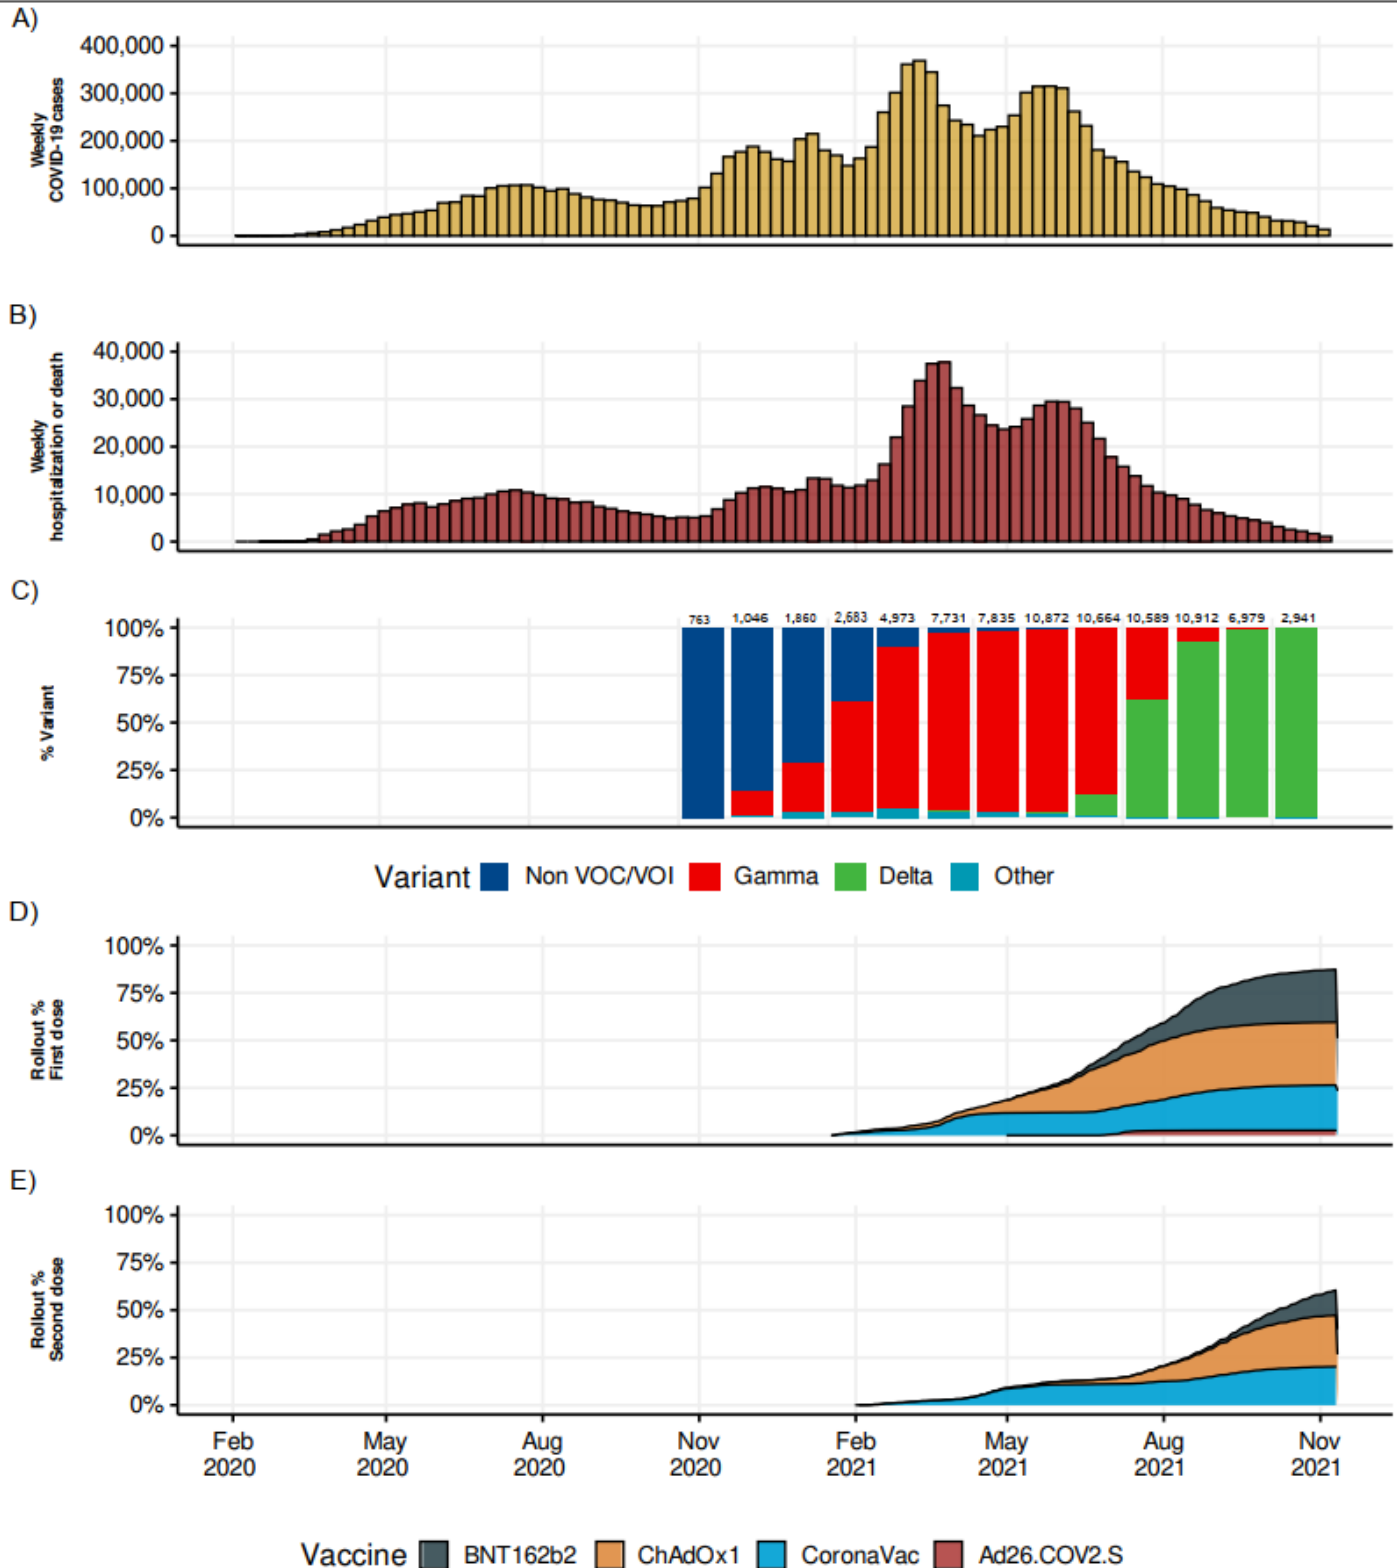 A)
400,000
300,000
200,000
100,000
0
Weekly
COVID-19 cases
B)
40,000
30,000
20,000
10,000
0
Weekly
hospitalization or death
C)
763 1,046 1,860 2,683 4,973 7,731 7,835 10,872 10,664 10,589 10,912 6,979 2,941
100%
75%
50%
25%
0%
% Variant
Variant Non VOC/VOI Gamma Delta Other
D)
100%
75%
50%
25%
0%
Rollout %
First dose
E)
100%
75%
50%
25%
0%
Rollout %
Second dose
Feb May Aug Nov Feb May Aug Nov
2020 2020 2020 2020 2021 2021 2021 2021
Vaccine BNT162b2 ChAdOx1 CoronaVac Ad26.COV2.S